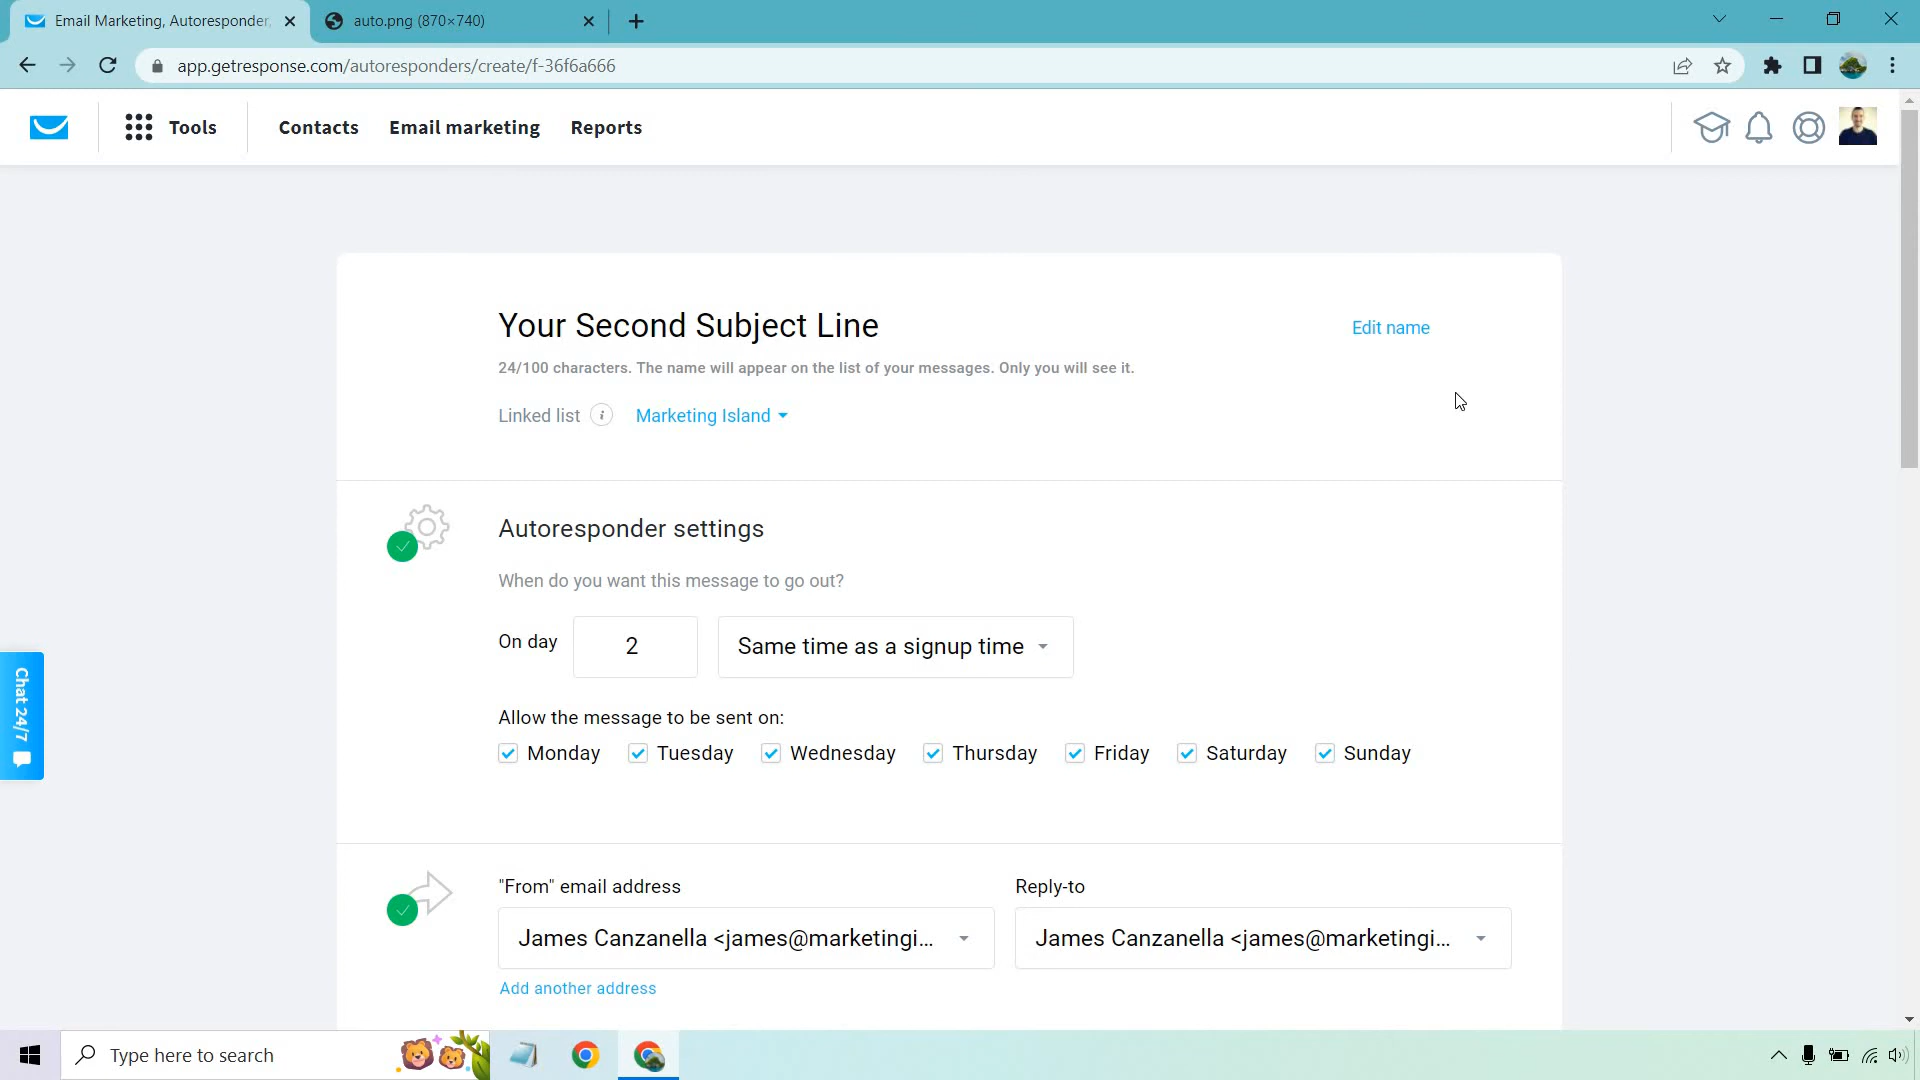 Email Marketing, Autoresponder,
auto.png (870×740)
app.getresponse.com/autoresponders/create/f-36f6a666
Tools
Contacts
Email marketing
Reports
Your Second Subject Line
Edit name
24/100 characters. The name will appear on the list of your messages. Only you will see it.
Linked list
i
Marketing Island
Autoresponder settings
When do you want this message to go out?
On day
2
Same time as a signup time
Allow the message to be sent on:
Monday
Tuesday
Wednesday
Thursday
Friday
Saturday
Sunday
Chat 24/7
"From" email address
Reply-to
James Canzanella <james@marketingi...
James Canzanella <james@marketingi...
Add another address
Type here to search